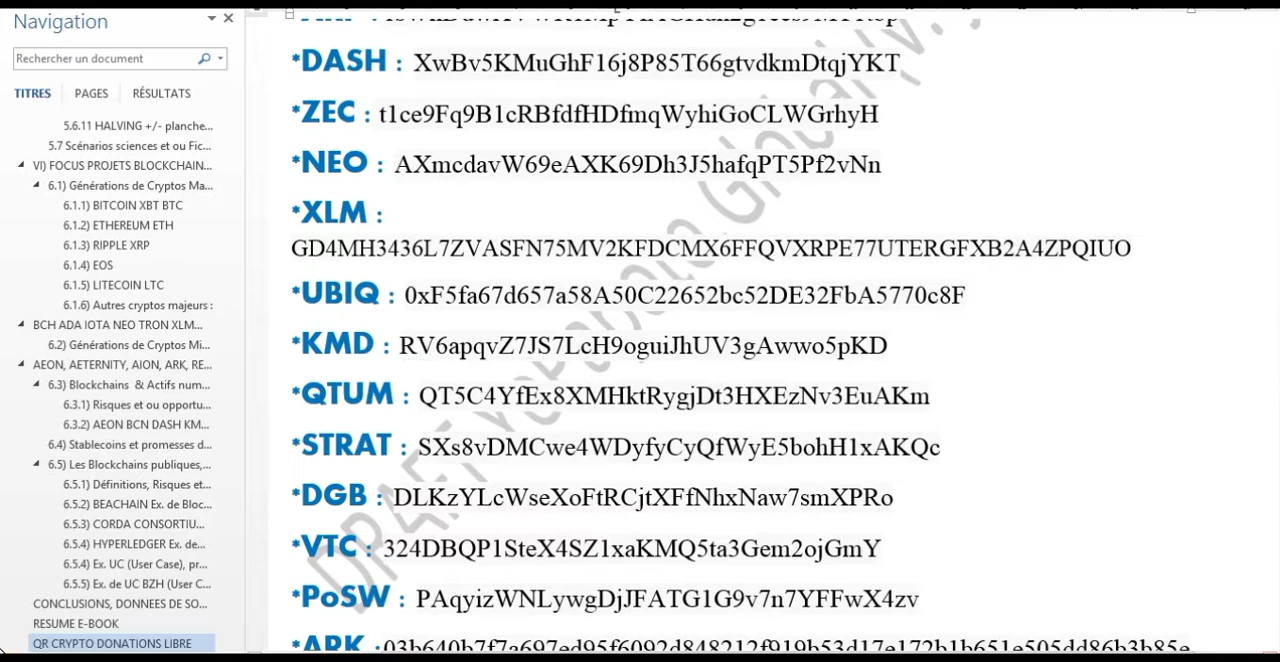 Navigation
Rechercher un document
TITRES PAGES RÉSULTATS
5.6.11 HALVING +/- planche...
5.7 Scénarios sciences et ou Fic...
VI) FOCUS PROJETS BLOCKCHAIN...
6.1) Générations de Cryptos Ma...
6.1.1) BITCOIN XBT BTC
6.1.2) ETHEREUM ETH
6.1.3) RIPPLE XRP
6.1.4) EOS
6.1.5) LITECOIN LTC
6.1.6) Autres cryptos majeurs :
BCH ADA IOTA NEO TRON XLM...
6.2) Générations de Cryptos Mi...
AEON, AETERNITY, AION, ARK, RE...
6.3) Blockchains & Actifs num...
6.3.1) Risques et ou opportu...
6.3.2) AEON BCN DASH KM...
6.4) Stablecoins et promesses d...
6.5) Les Blockchains publiques,...
6.5.1) Définitions, Risques et...
6.5.2) BEACHAIN Ex. de Bloc...
6.5.3) CORDA CONSORTIU...
6.5.4) HYPERLEDGER Ex. de...
6.5.4) Ex. UC (User Case), pr...
6.5.5) Ex. de UC BZH (User C...
CONCLUSIONS, DONNEES DE SO...
RESUME E-BOOK
QR CRYPTO DONATIONS LIBRE
*DASH : XwBv5KMuGhF16j8P85T66gtvdkmDtqjYKT
*ZEC : t1ce9Fq9B1cRBfdfHDfmqWyhiGoCLWGrhyH
*NEO : AXmcdavW69eAXK69Dh3J5hafqPT5Pf2vNn
*XLM :
GD4MH3436L7ZVASFN75MV2KFDCMX6FFQVXRPE77UTERGFXB2A4ZPQIUO
*UBIQ : 0xF5fa67d657a58A50C22652bc52DE32FbA5770c8F
*KMD : RV6apqvZ7JS7LcH9oguiJhUV3gAwwo5pKD
*QTUM : QT5C4YfEx8XMHktRygjDt3HXEzNv3EuAKm
*STRAT : SXs8vDMCwe4WDyfyCyQfWyE5bohH1xAKQc
*DGB : DLKzYLcWseXoFtRCjtXFfNhxNaw7smXPRo
*VTC : 324DBQP1SteX4SZ1xaKMQ5ta3Gem2ojGmY
*PoSW : PAqyizWNLywgDjJFATG1G9v7n7YFFwX4zv
*ARK :03b640b7f7a697ed95f6092d848212f919b53d17e172b1b651e505dd86b3b85e